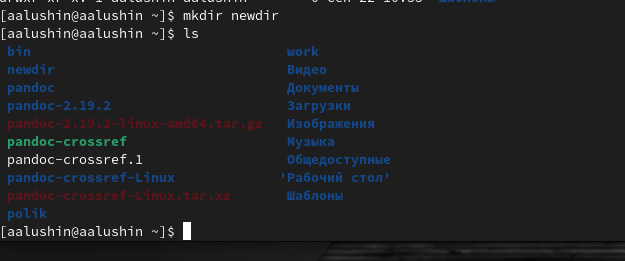 [aalushin@aalushin ~]$ mkdir newdir
[aalushin@aalushin ~]$ ls
bin work
newdir Видео
pandoc Документы
pandoc-2.19.2 Загрузки
pandoc-2.19.2-linux-amd64.tar.gz Изображения
pandoc-crossref Музыка
pandoc-crossref.1 Общедоступные
pandoc-crossref-Linux 'Рабочий стол'
pandoc-crossref-Linux.tar.xz Шаблоны
polik
[aalushin@aalushin ~]$